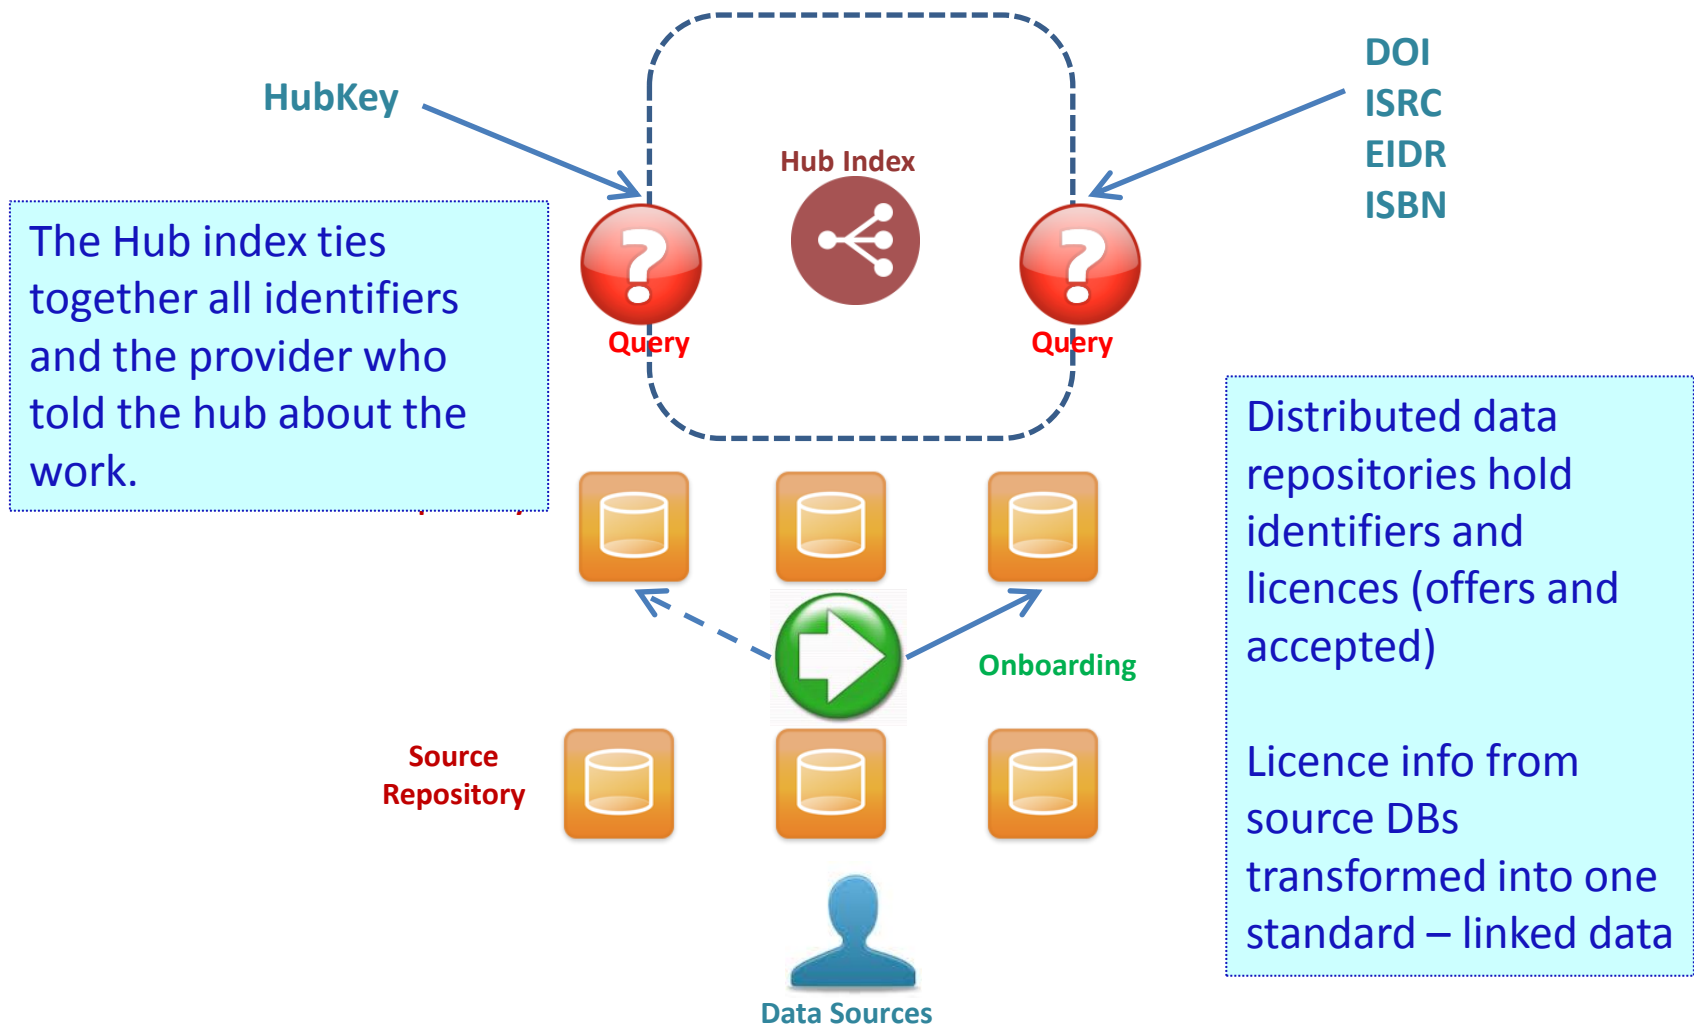 HubKey
DOI
ISRC
EIDR
ISBN
Hub Index
The Hub index ties
together all identifiers
and the provider who
told the hub about the
work.
Query
Query
Distributed data
repositories hold
identifiers and
licences (offers and
accepted)
Licence info from
source DBs
transformed into one
standard – linked data
Onboarding
Source
Repository
Data Sources